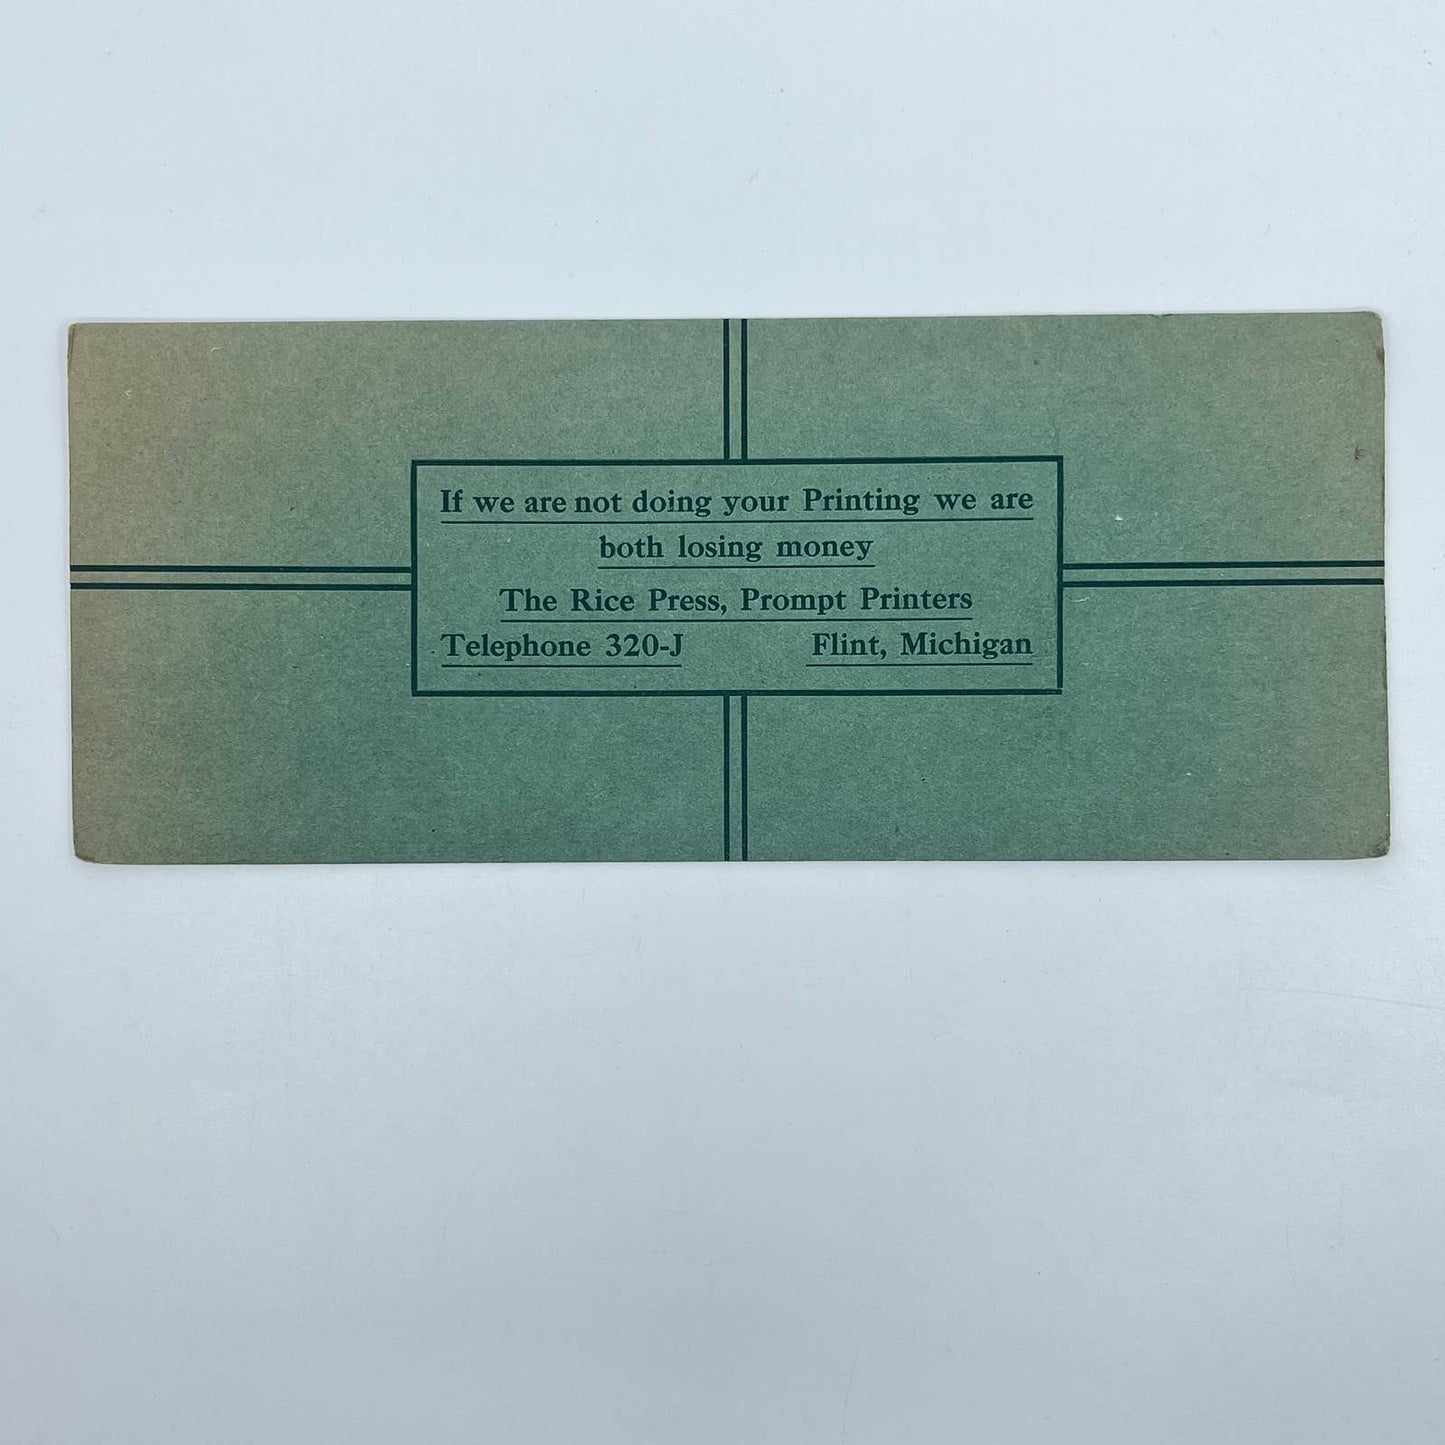 If we are not doing your Printing we are
both losing money
The Rice Press, Prompt Printers
Telephone 320-J Flint, Michigan